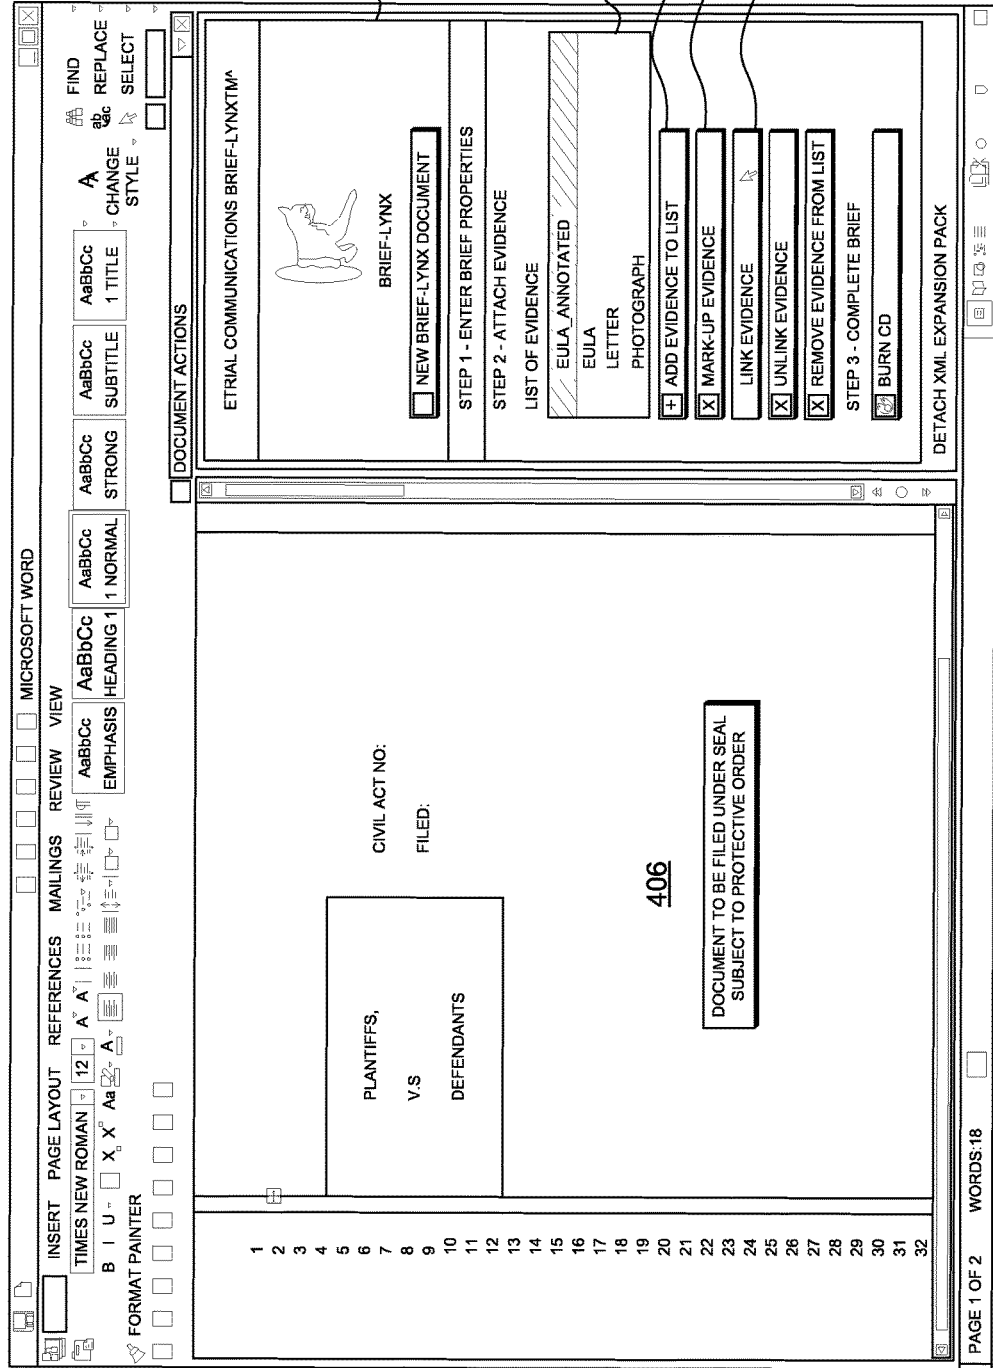 MICROSOFT WORD
INSERT PAGE LAYOUT REFERENCES MAILINGS REVIEW VIEW
TIMES NEW ROMAN 12 A A
B I U X X Aa A
FORMAT PAINTER
AaBbCc
EMPHASIS
AaBbCc
HEADING 1
AaBbCc
1 NORMAL
AaBbCc
STRONG
AaBbCc
SUBTITLE
AaBbCc
1 TITLE
A A
CHANGE
STYLE
FIND
ab ac REPLACE
SELECT
1
2
3
4
5
6
7
8
9
10
11
12
13
14
15
16
17
18
19
20
21
22
23
24
25
26
27
28
29
30
31
32
PLANTIFFS,
V.S
DEFENDANTS
CIVIL ACT NO:
FILED:
406
DOCUMENT TO BE FILED UNDER SEAL
SUBJECT TO PROTECTIVE ORDER
DOCUMENT ACTIONS
ETRIAL COMMUNICATIONS BRIEF-LYNXTM^
BRIEF-LYNX
NEW BRIEF-LYNX DOCUMENT
STEP 1 - ENTER BRIEF PROPERTIES
STEP 2 - ATTACH EVIDENCE
LIST OF EVIDENCE
EULA_ANNOTATED
EULA
LETTER
PHOTOGRAPH
+ ADD EVIDENCE TO LIST
X MARK-UP EVIDENCE
LINK EVIDENCE
X UNLINK EVIDENCE
X REMOVE EVIDENCE FROM LIST
STEP 3 - COMPLETE BRIEF
BURN CD
DETACH XML EXPANSION PACK
PAGE 1 OF 2 WORDS:18